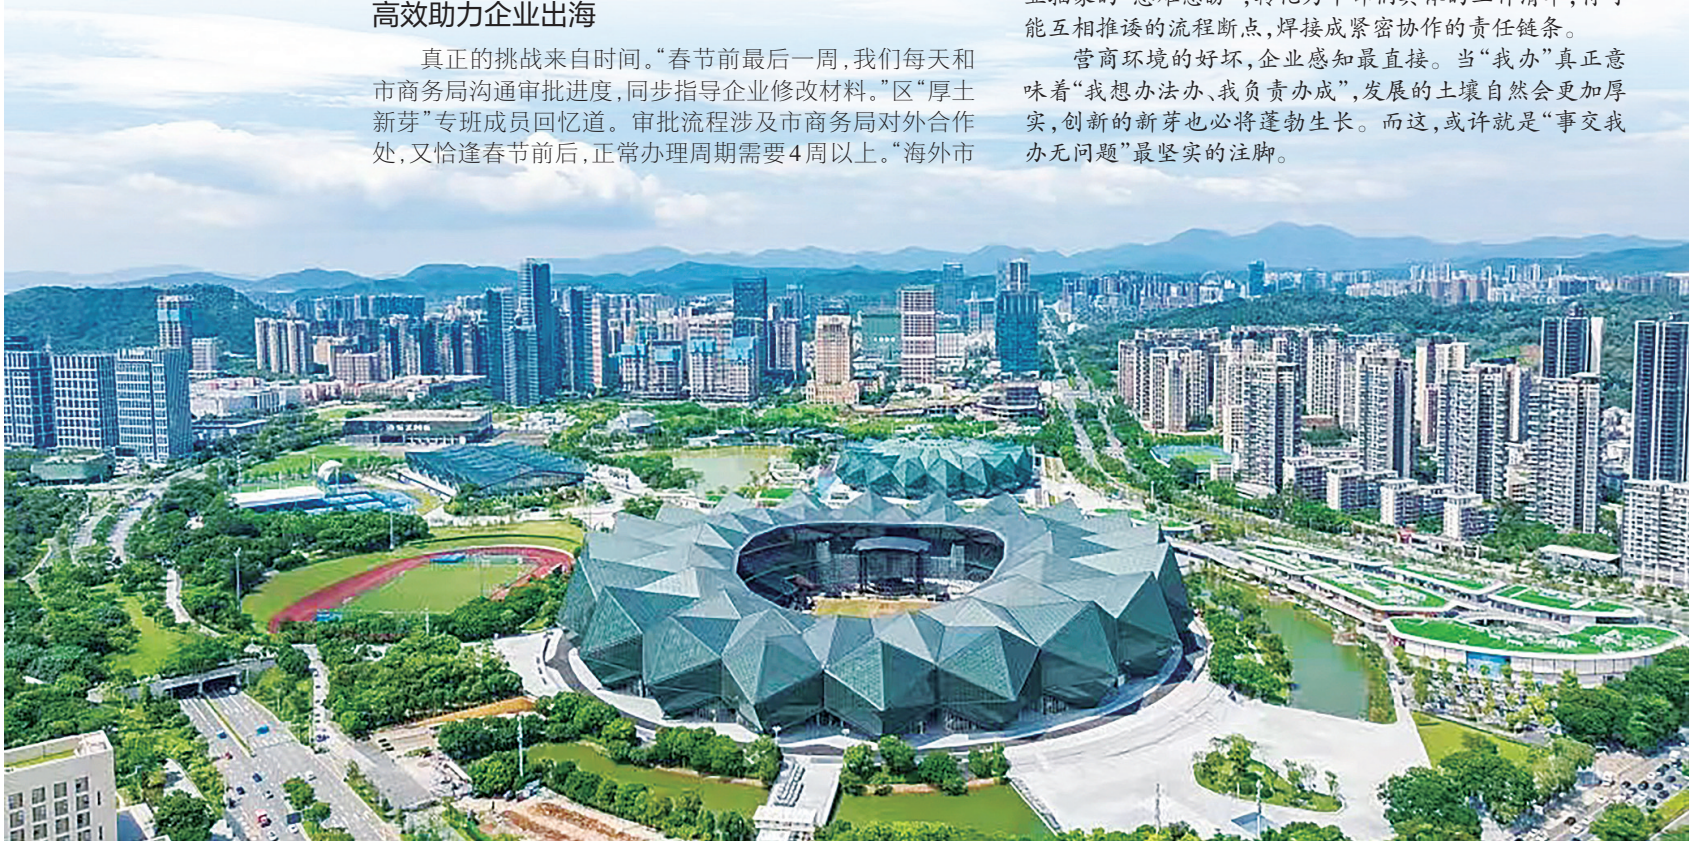 高效助力企业出海
真正的挑战来自时间。“春节前最后一周,我们每天和
市商务局沟通审批进度,同步指导企业修改材料。”区“厚土
新芽”专班成员回忆道。审批流程涉及市商务局对外合作
处,又恰逢春节前后,正常办理周期需要4周以上。“海外市
能互相推诿的流程断点,焊接成紧密协作的责任链条。
营商环境的好坏,企业感知最直接。当“我办”真正意
味着“我想办法办、我负责办成”,发展的土壤自然会更加厚
实,创新的新芽也必将蓬勃生长。而这,或许就是“事交我
办无问题”最坚实的注脚。